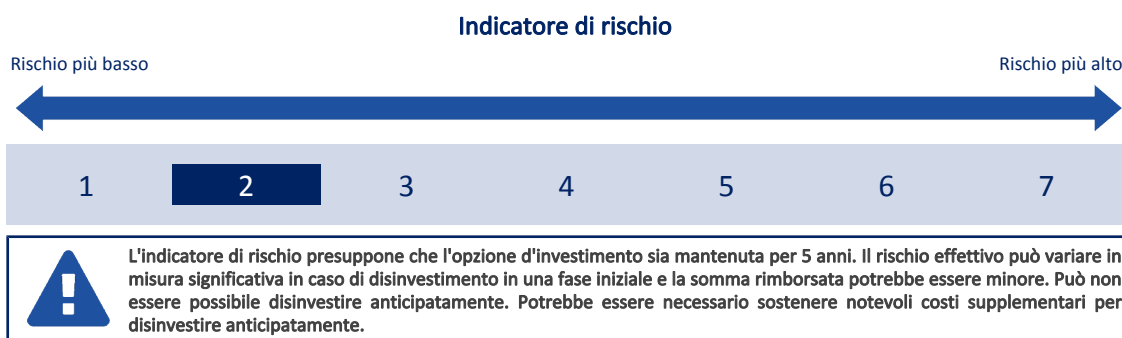 Indicatore di rischio
Rischio più basso
Rischio più alto
1 2 3 4 5 6 7
L'indicatore di rischio presuppone che l'opzione d'investimento sia mantenuta per 5 anni. Il rischio effettivo può variare in
misura significativa in caso di disinvestimento in una fase iniziale e la somma rimborsata potrebbe essere minore. Può non
essere possibile disinvestire anticipatamente. Potrebbe essere necessario sostenere notevoli costi supplementari per
disinvestire anticipatamente.